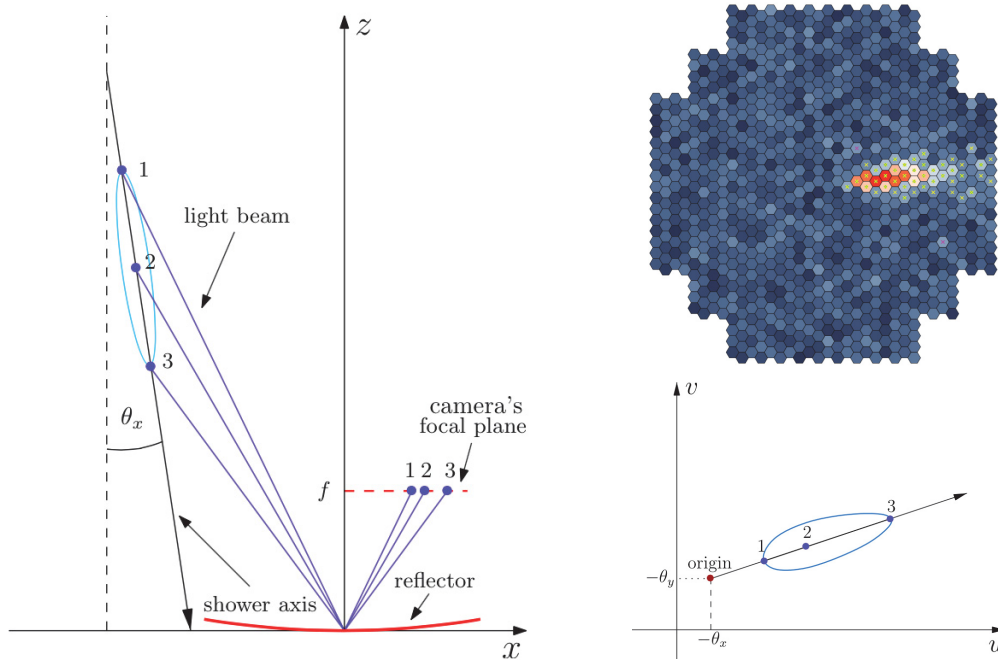 z
1
light beam
2
3
θx
camera's
focal plane
1 2 3
f
reflector
shower axis
x
v
3
2
1
origin
−θy
−θx